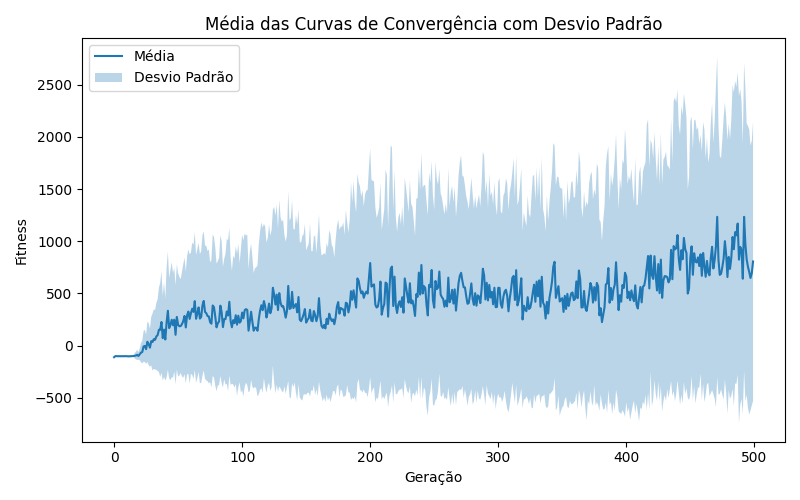 Média das Curvas de Convergência com Desvio Padrão
Média
Desvio Padrão
2500
2000
1500
1000
500
0
−500
Fitness
0 100 200 300 400 500
Geração